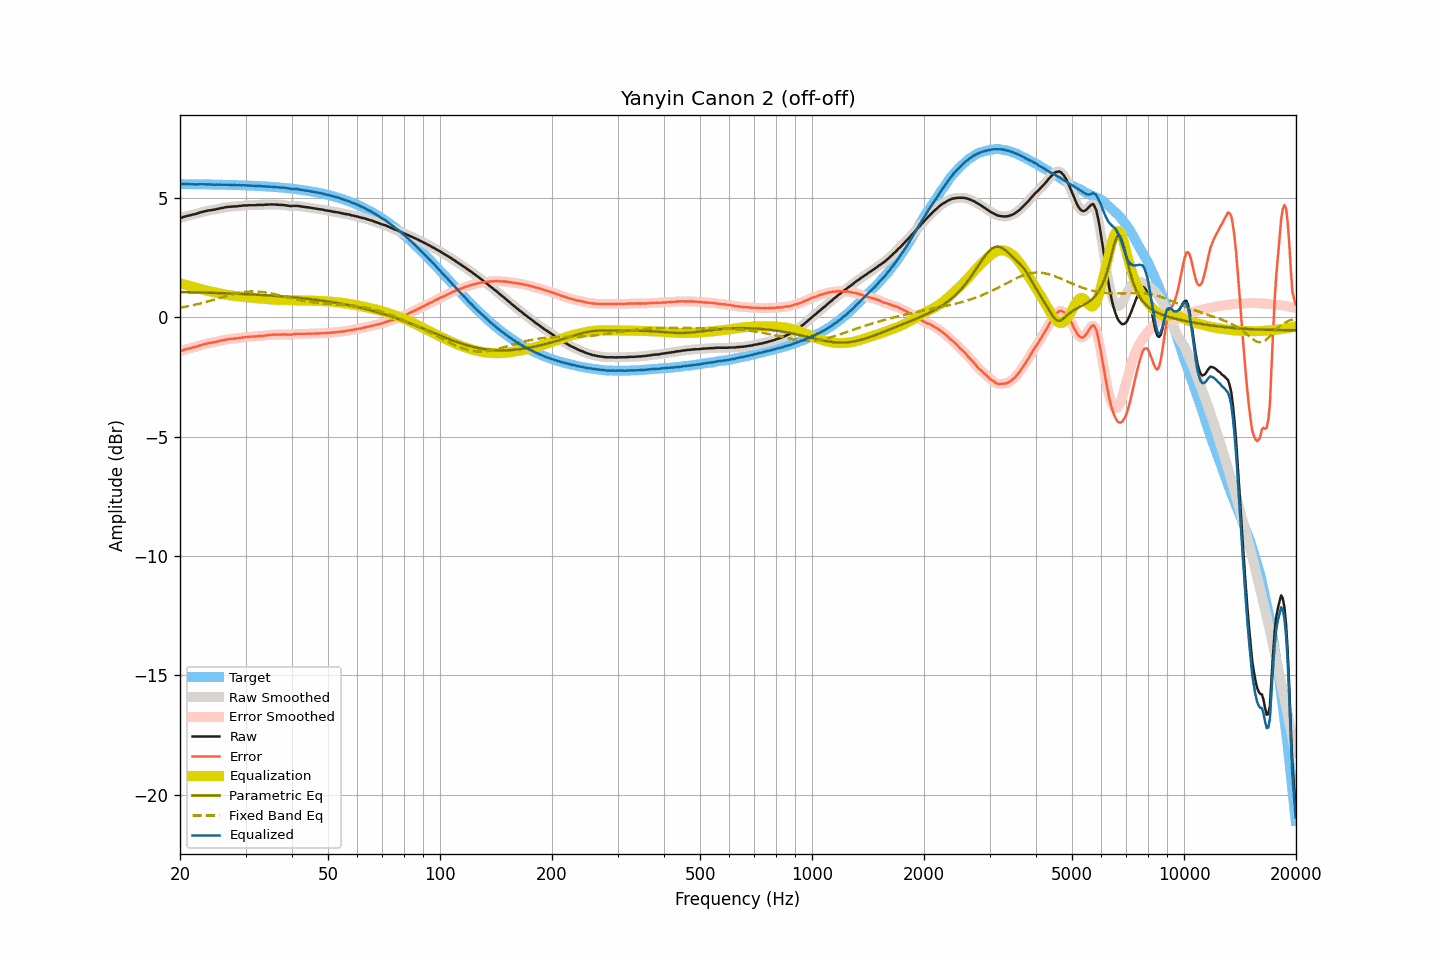 Yanyin Canon 2 (off-off)
Amplitude (dBr)
5
0
−5
−10
−15
−20
Target
Raw Smoothed
Error Smoothed
Raw
Error
Equalization
Parametric Eq
Fixed Band Eq
Equalized
20 50 100 200 500 1000 2000 5000 10000 20000
Frequency (Hz)